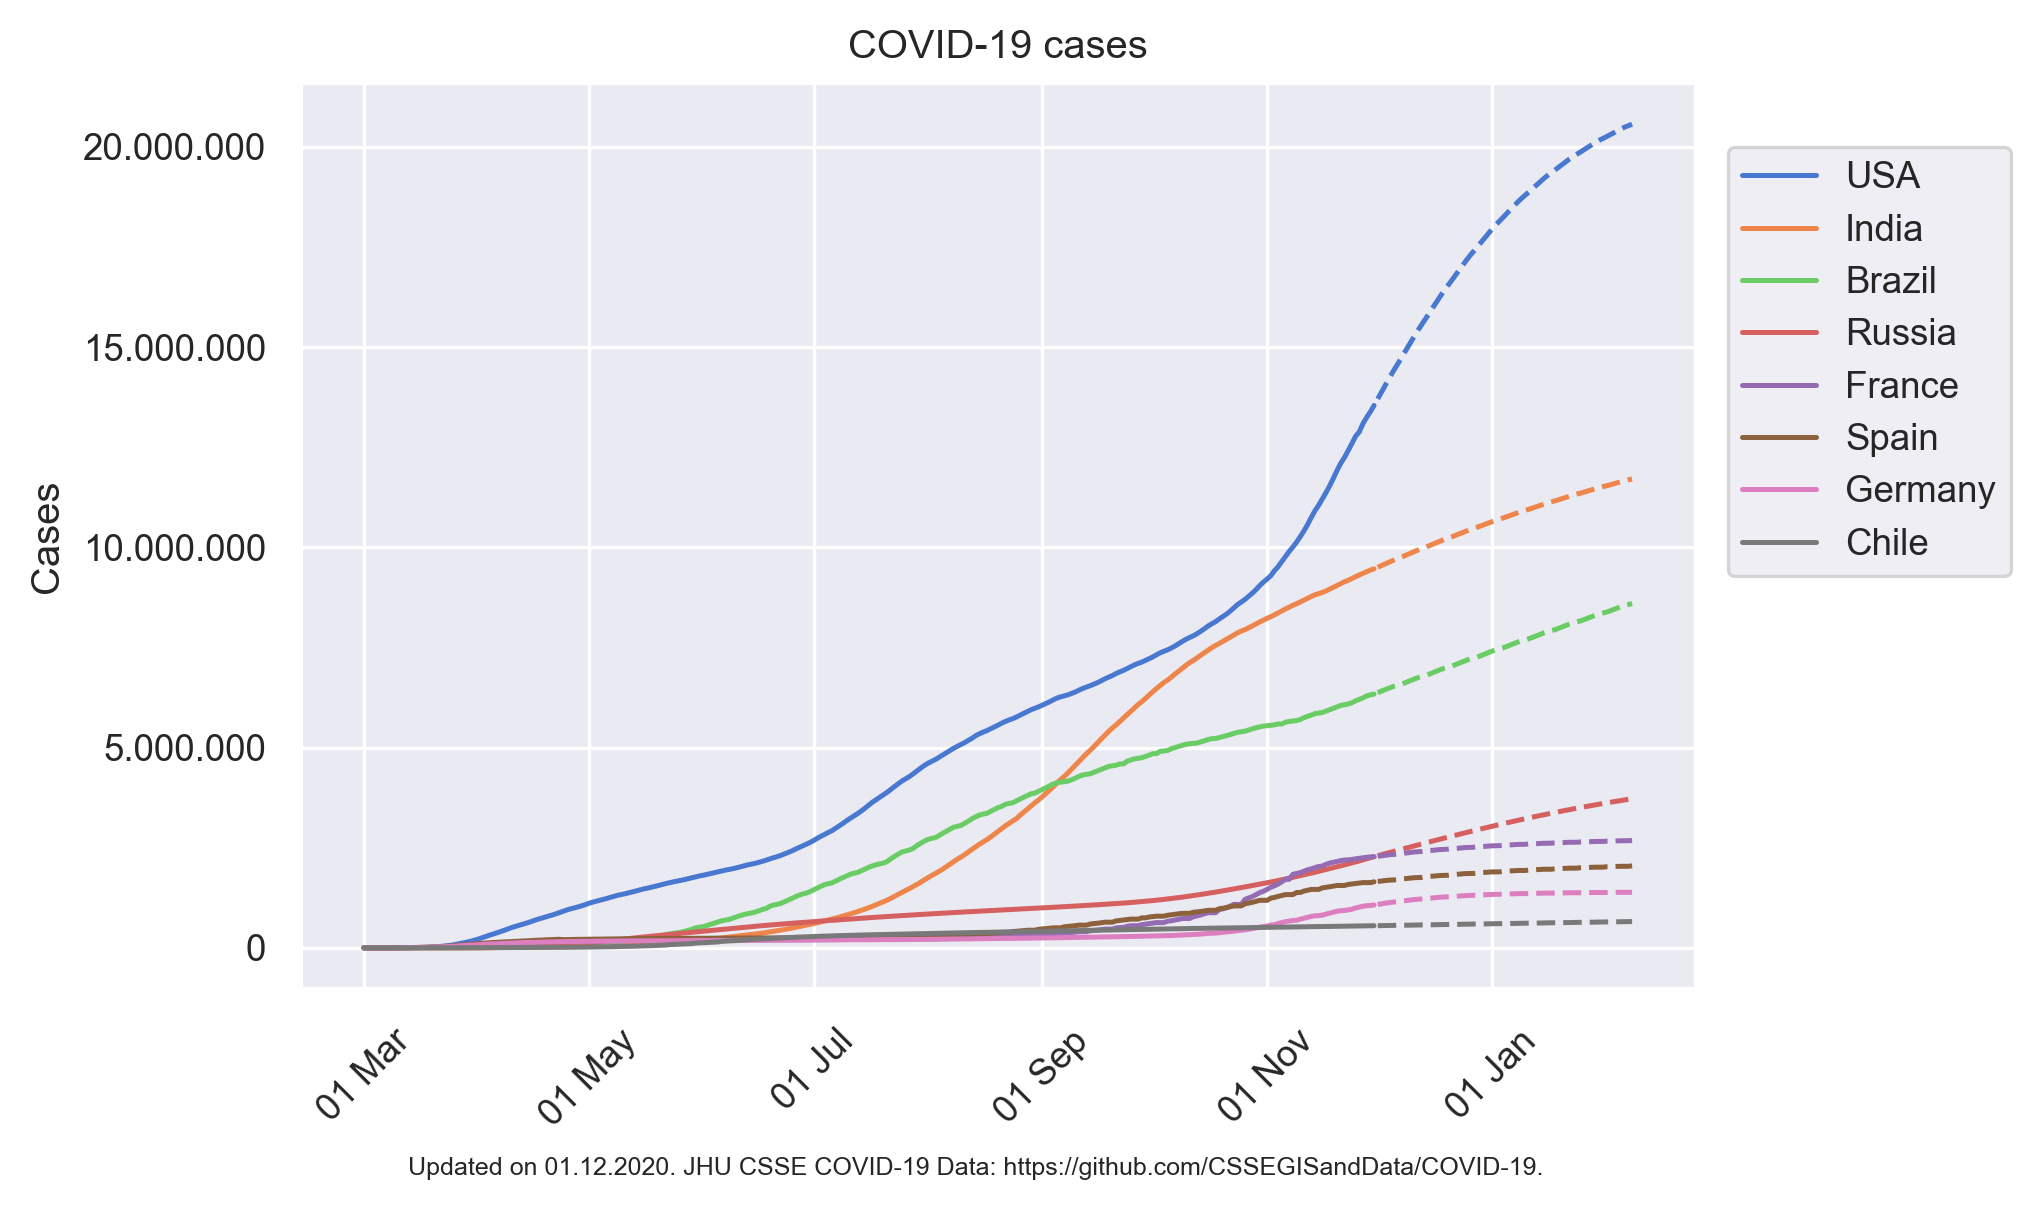 COVID-19 cases
20.000.000
15.000.000
10.000.000
5.000.000
0
Cases
01 Mar
01 May
01 Jul
01 Sep
01 Nov
01 Jan
USA
India
Brazil
Russia
France
Spain
Germany
Chile
Updated on 01.12.2020. JHU CSSE COVID-19 Data: https://github.com/CSSEGISandData/COVID-19.